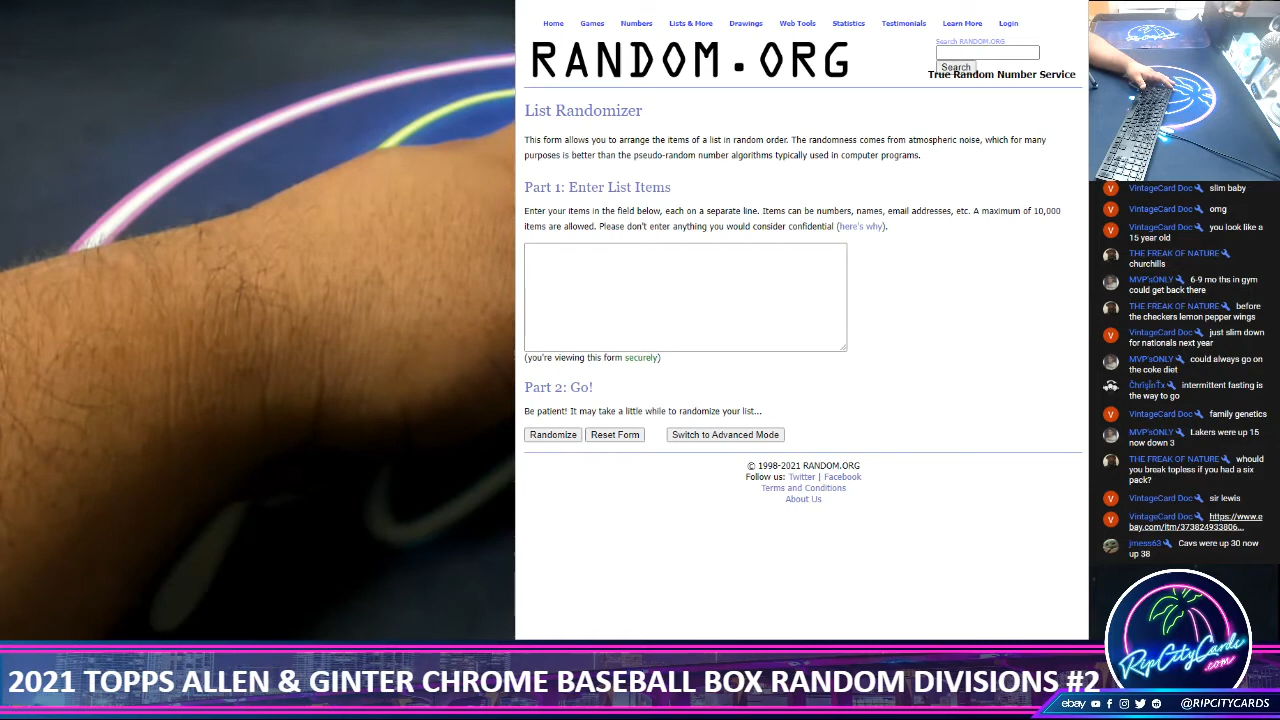 Home Games Numbers Lists & More Drawings Web Tools Statistics Testimonials Learn More Login
RANDOM.ORG
Search RANDOM.ORG
Search
True Random Number Service
List Randomizer
This form allows you to arrange the items of a list in random order. The randomness comes from atmospheric noise, which for many
purposes is better than the pseudo-random number algorithms typically used in computer programs.
Part 1: Enter List Items
Enter your items in the field below, each on a separate line. Items can be numbers, names, email addresses, etc. A maximum of 10,000
items are allowed. Please don't enter anything you would consider confidential (here's why).
(you're viewing this form securely)
Part 2: Go!
Be patient! It may take a little while to randomize your list...
Randomize Reset Form Switch to Advanced Mode
© 1998-2021 RANDOM.ORG
Follow us: Twitter | Facebook
Terms and Conditions
About Us
V VintageCard Doc slim baby
V VintageCard Doc omg
V VintageCard Doc you look like a
15 year old
THE FREAK OF NATURE
churchills
MVP'sONLY 6-9 mo ths in gym
could get back there
THE FREAK OF NATURE before
the checkers lemon pepper wings
V VintageCard Doc just slim down
for nationals next year
MVP'sONLY could always go on
the coke diet
intermittent fasting is
the way to go
V VintageCard Doc family genetics
MVP'sONLY Lakers were up 15
now down 3
THE FREAK OF NATURE whould
you break topless if you had a six
pack?
V VintageCard Doc sir lewis
V VintageCard Doc https://www.e
bay.com/itm/373824933806...
jmess63 Cavs were up 30 now
up 38
RipCityCards
.com
2021 TOPPS ALLEN & GINTER CHROME BASEBALL BOX RANDOM DIVISIONS #2
ebay @RIPCITYCARDS